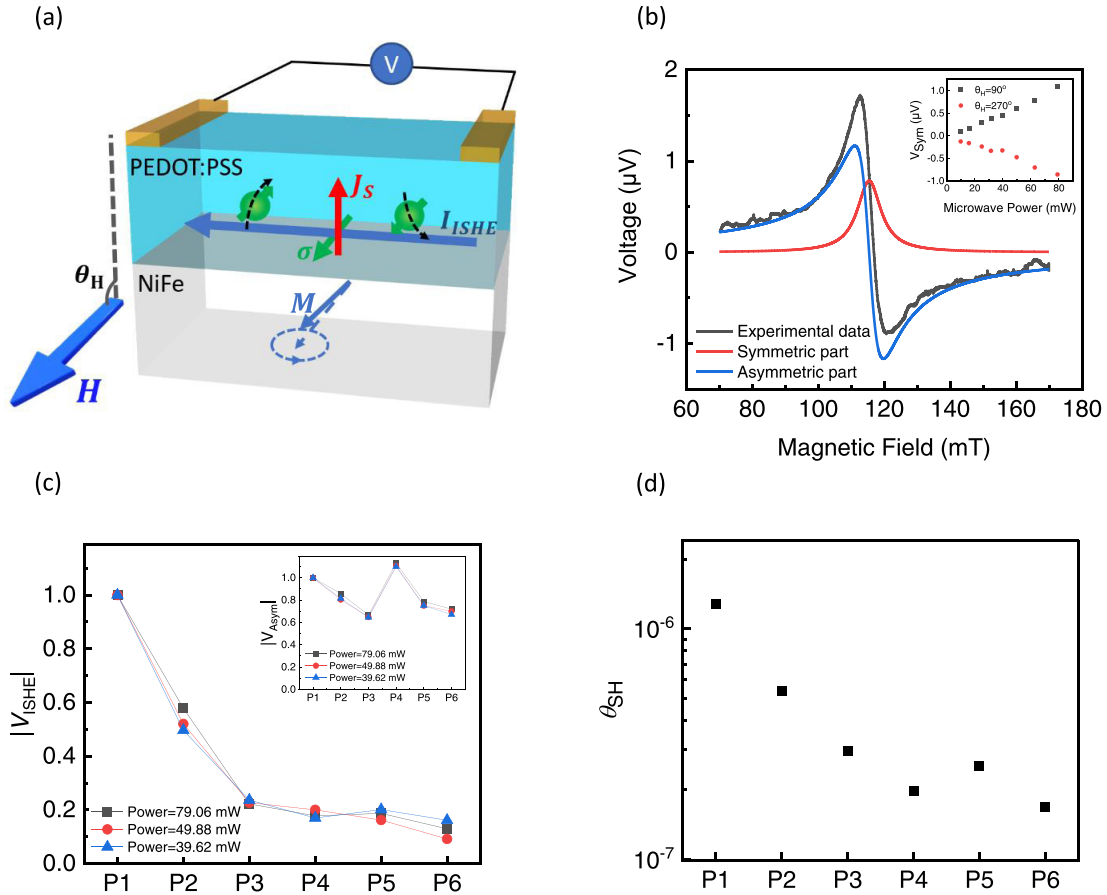 (a)
V
PEDOT:PSS
J_S
I_ISHE
σ
θ_H
NiFe
M
H
(b)
2
1
0
-1
Voltage (μV)
Experimental data
Symmetric part
Asymmetric part
60 80 100 120 140 160 180
Magnetic Field (mT)
1.0
0.5
0.0
-0.5
-1.0
V_Sym (μV)
θ_H=90°
θ_H=270°
0 20 40 60 80
Microwave Power (mW)
(c)
1.0
0.8
0.6
0.4
0.2
0.0
|V_ISHE|
Power=79.06 mW
Power=49.88 mW
Power=39.62 mW
P1 P2 P3 P4 P5 P6
1.0
0.8
0.6
0.4
0.2
0.0
|V_Asym|
Power=79.06 mW
Power=49.88 mW
Power=39.62 mW
P1 P2 P3 P4 P5 P6
(d)
10⁻⁶
10⁻⁷
θ_SH
P1 P2 P3 P4 P5 P6